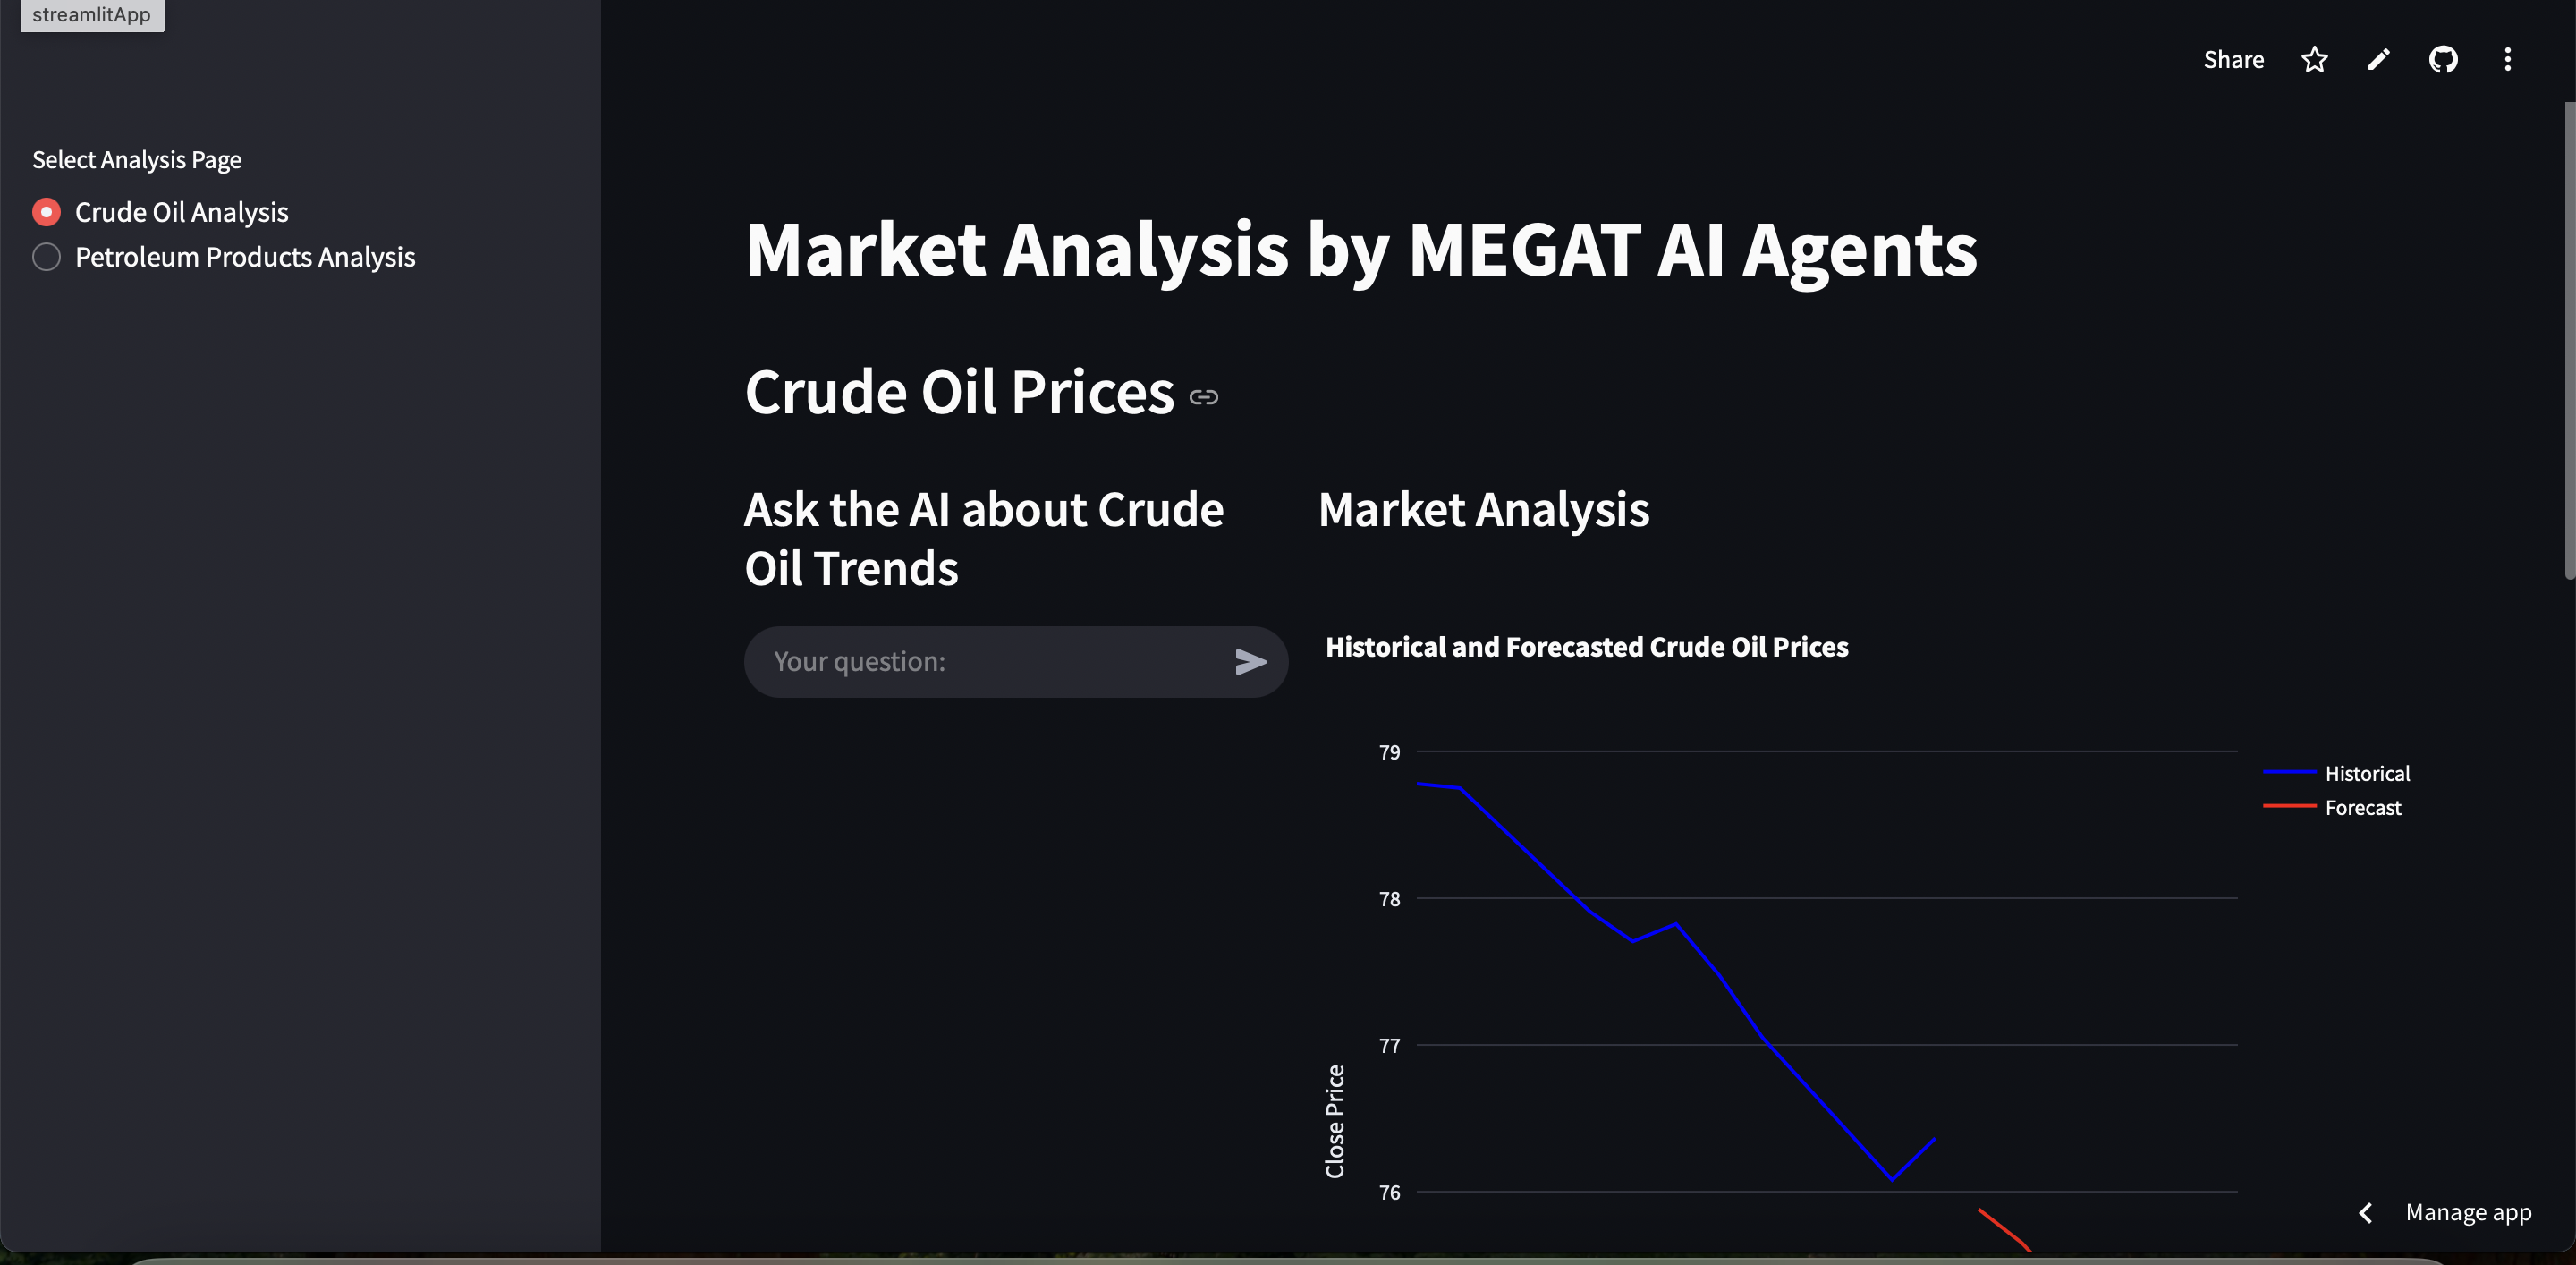 streamlitApp
Share
Select Analysis Page
Crude Oil Analysis
Petroleum Products Analysis
Market Analysis by MEGAT AI Agents
Crude Oil Prices
Ask the AI about Crude
Oil Trends
Your question:
Market Analysis
Historical and Forecasted Crude Oil Prices
79
78
77
76
Close Price
Historical
Forecast
Manage app